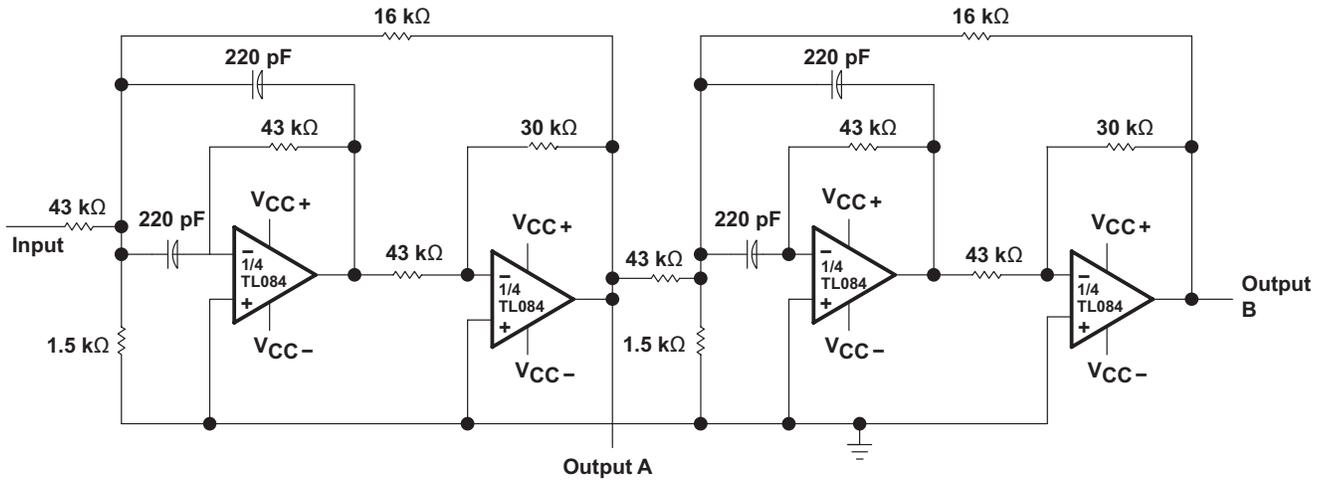 16 kΩ
16 kΩ
220 pF
220 pF
43 kΩ
30 kΩ
43 kΩ
30 kΩ
43 kΩ
Input
220 pF
VCC+
–
1/4
TL084
+
VCC–
1.5 kΩ
43 kΩ
VCC+
–
1/4
TL084
+
VCC–
Output A
43 kΩ
220 pF
VCC+
–
1/4
TL084
+
VCC–
1.5 kΩ
43 kΩ
VCC+
–
1/4
TL084
+
VCC–
Output
B